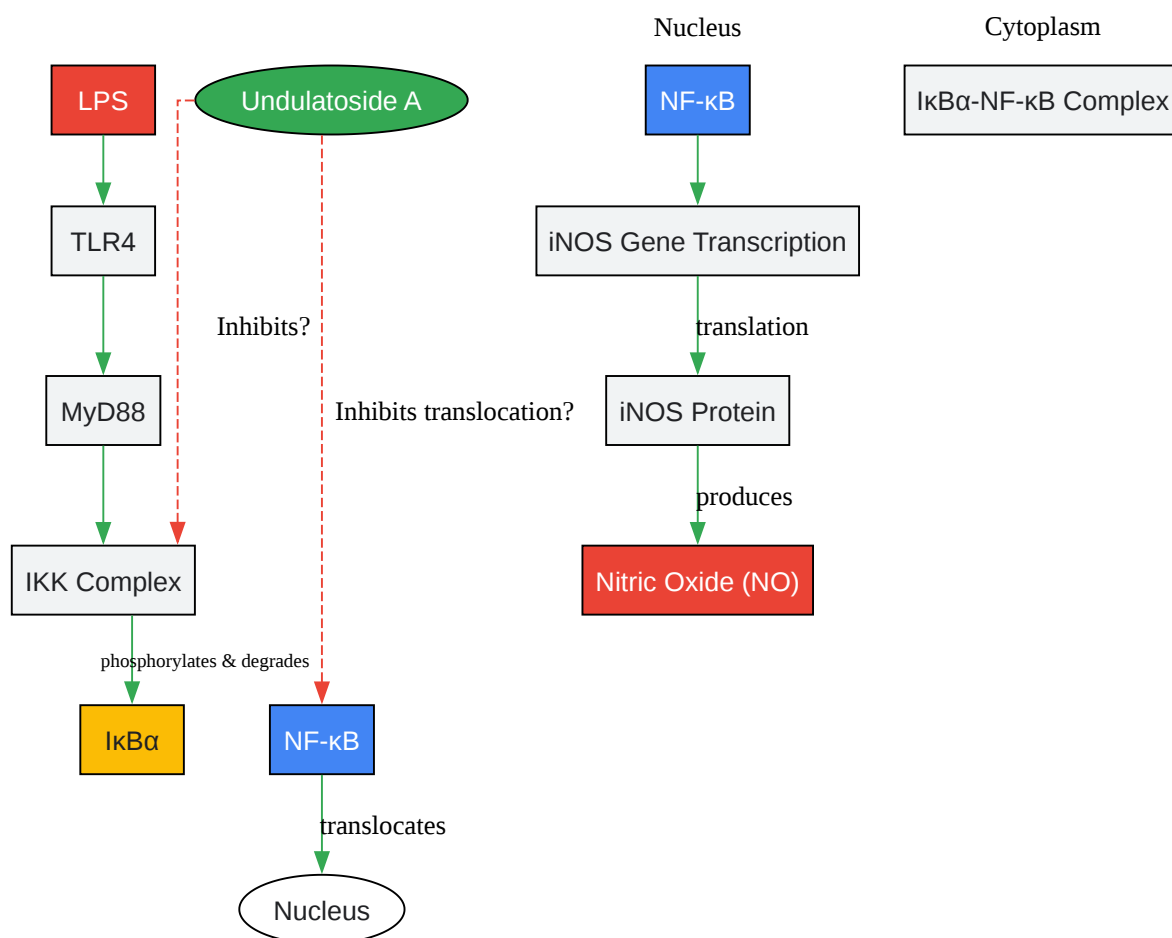 Nucleus
Cytoplasm
LPS
Undulatoside A
NF-κB
IκBα-NF-κB Complex
TLR4
iNOS Gene Transcription
Inhibits?
translation
MyD88
Inhibits translocation?
iNOS Protein
produces
IKK Complex
Nitric Oxide (NO)
phosphorylates & degrades
IκBα
NF-κB
translocates
Nucleus